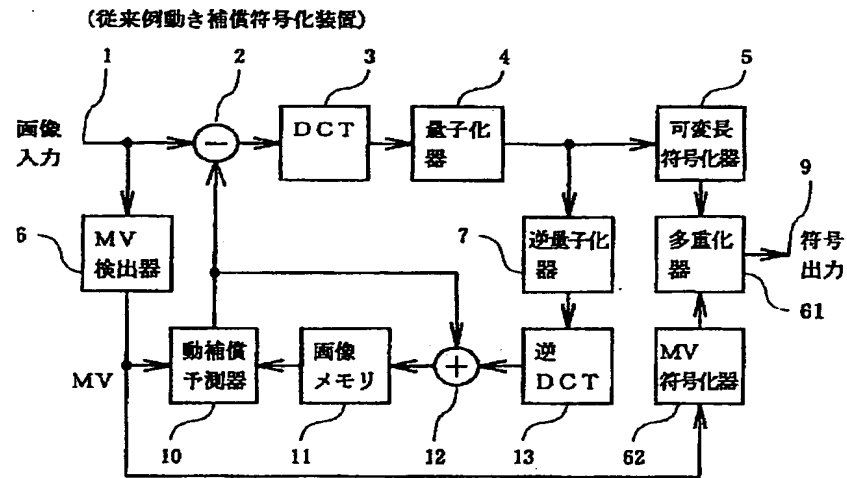 (従来例動き補償符号化装置)
1
2
3
4
5
画像
入力
−
DCT
量子化
器
可変長
符号化器
9
6
MV
検出器
7
逆量子化
器
多重化
器
符号
出力
61
MV
動補償
予測器
画像
メモリ
+
逆
DCT
MV
符号化器
10
11
12
13
62